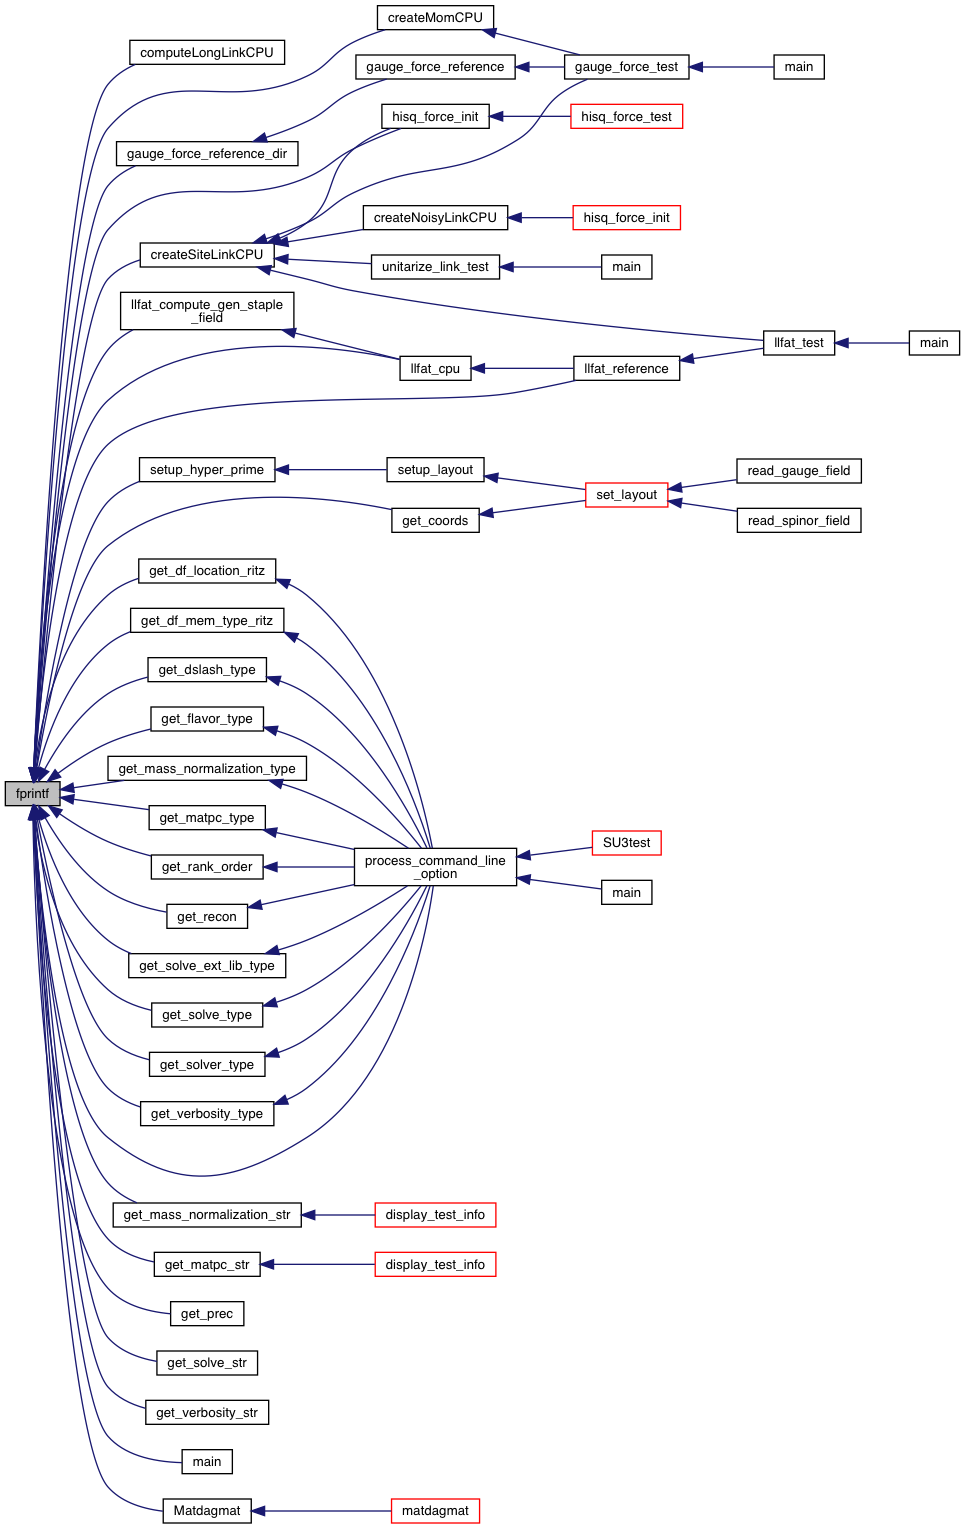 createMomCPU
computeLongLinkCPU
gauge_force_reference
gauge_force_test
main
hisq_force_init
hisq_force_test
gauge_force_reference_dir
createNoisyLinkCPU
hisq_force_init
createSiteLinkCPU
unitarize_link_test
main
llfat_compute_gen_staple
_field
llfat_test
main
llfat_cpu
llfat_reference
setup_hyper_prime
setup_layout
read_gauge_field
set_layout
get_coords
read_spinor_field
get_df_location_ritz
get_df_mem_type_ritz
get_dslash_type
get_flavor_type
get_mass_normalization_type
fprintf
get_matpc_type
SU3test
process_command_line
_option
get_rank_order
main
get_recon
get_solve_ext_lib_type
get_solve_type
get_solver_type
get_verbosity_type
get_mass_normalization_str
display_test_info
get_matpc_str
display_test_info
get_prec
get_solve_str
get_verbosity_str
main
Matdagmat
matdagmat